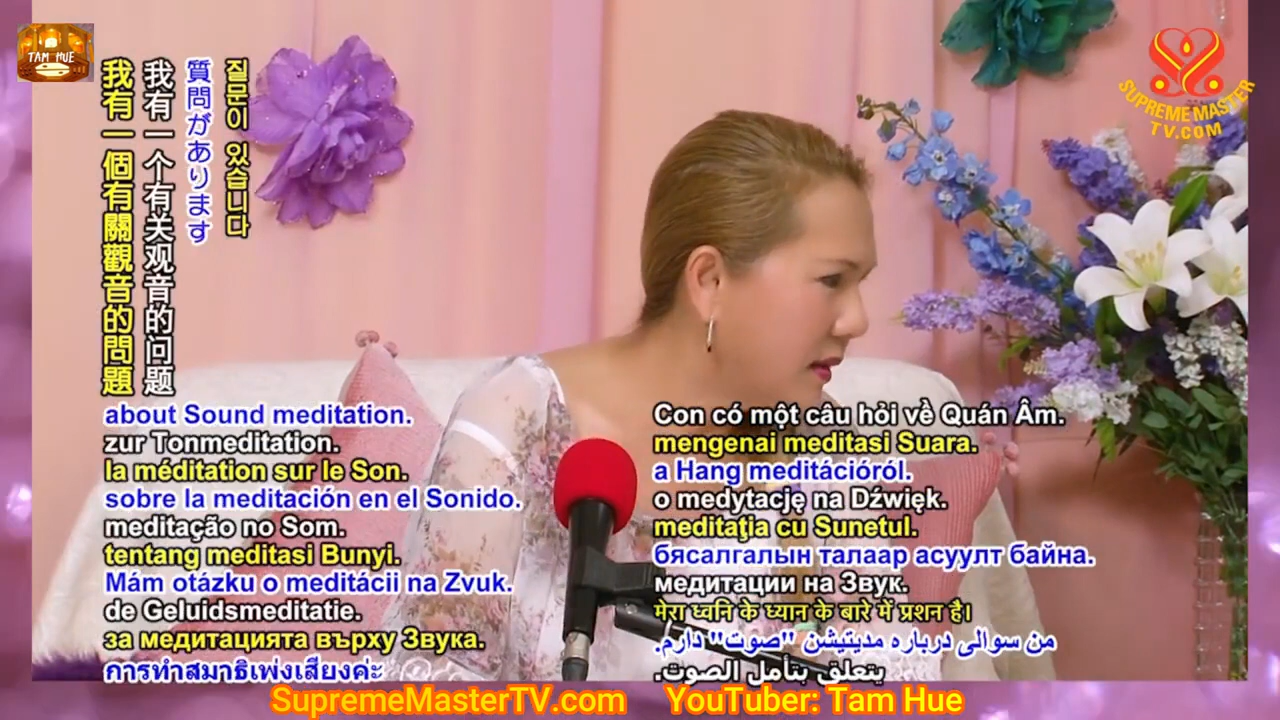 TAM HUE
我有一個有關觀音的問題
我有一个有关观音的问题
質問があります
질문이 있습니다
SUPREME MASTER
TV.COM
about Sound meditation.
zur Tonmeditation.
la méditation sur le Son.
sobre la meditación en el Sonido.
meditação no Som.
tentang meditasi Bunyi.
Mám otázku o meditácii na Zvuk.
de Geluidsmeditatie.
за медитацията върху Звука.
การทำสมาธิเพ่งเสียงค่ะ
Con có một câu hỏi về Quán Âm.
mengenai meditasi Suara.
a Hang meditációról.
o medytację na Dźwięk.
meditaţia cu Sunetul.
бясалгалын талаар асуулт байна.
медитации на Звук.
मेरा ध्वनि के ध्यान के बारे में प्रशन है।
من سوالی درباره مدیتیشن "صوت" دارم.
يتعلق بتأمل الصوت.
SupremeMasterTV.com YouTuber: Tam Hue